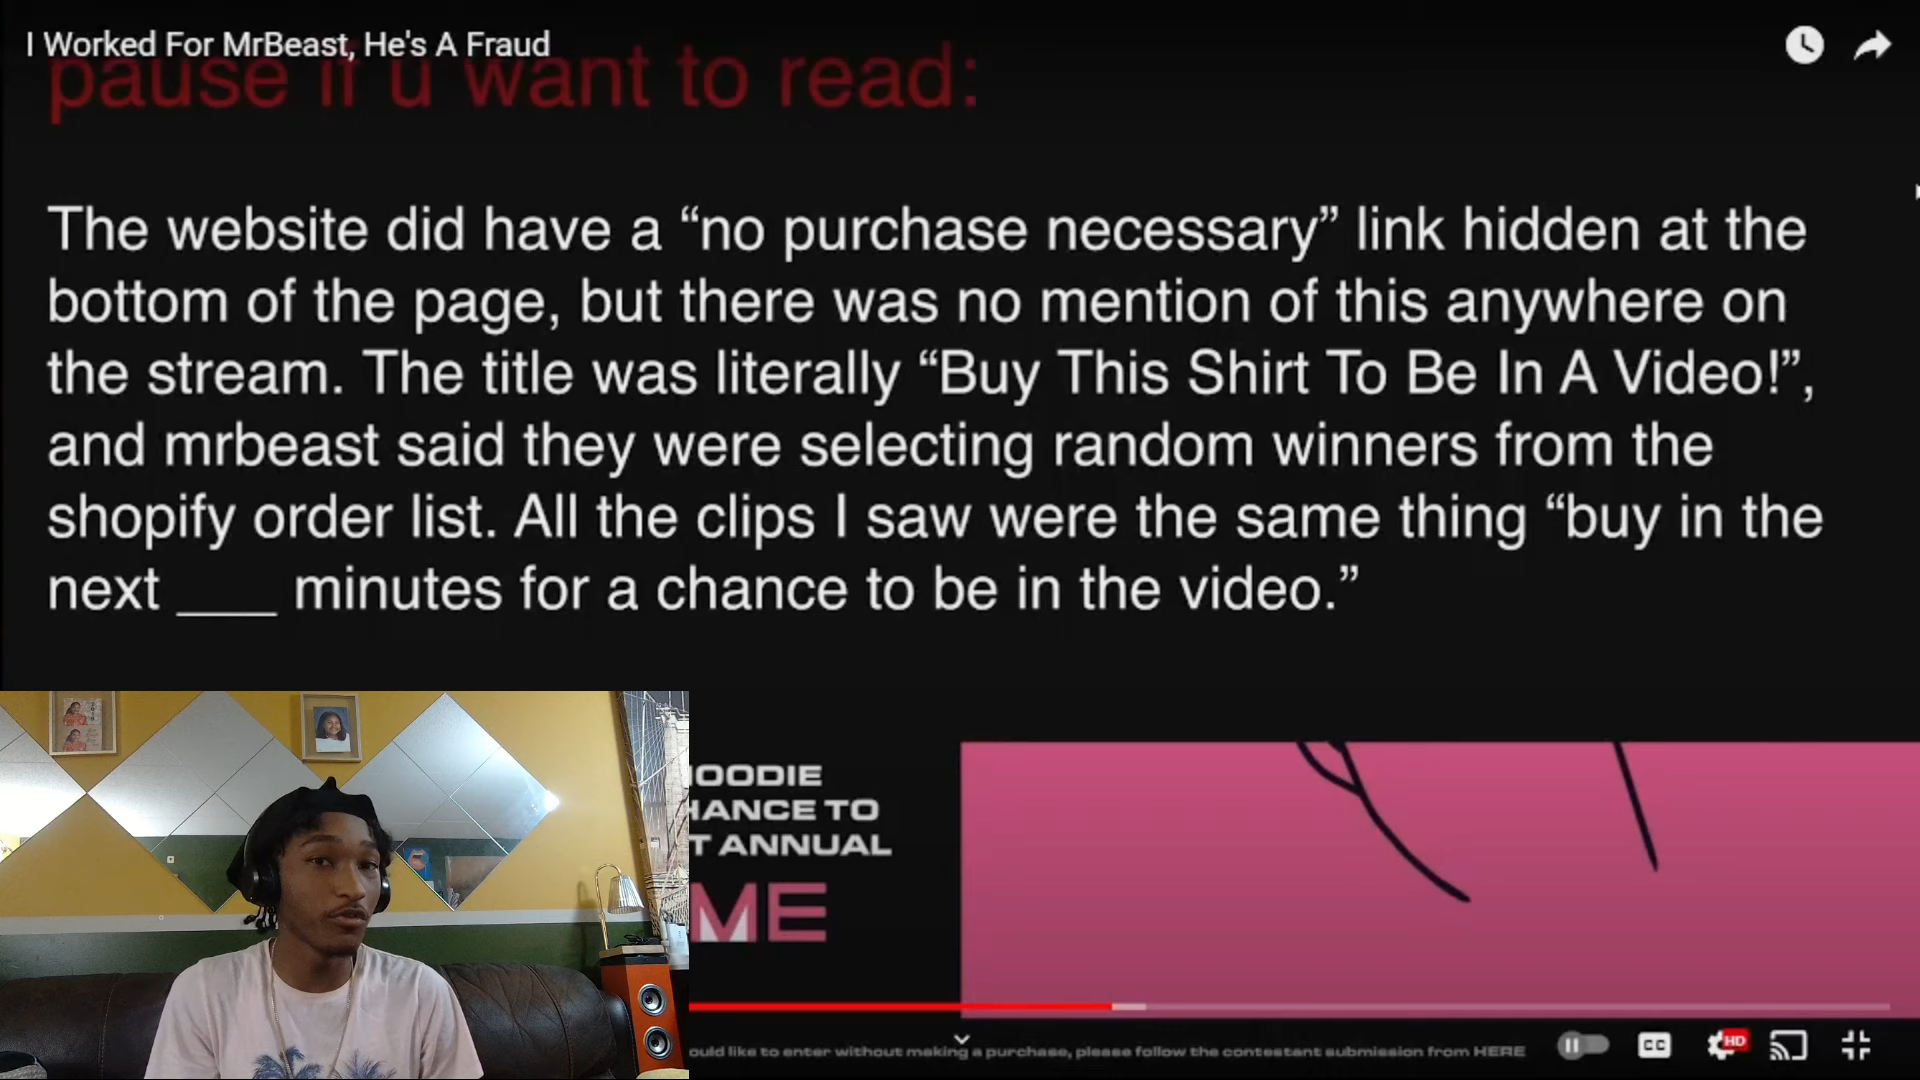 I Worked For MrBeast, He's A Fraud
pause if u want to read:
The website did have a “no purchase necessary” link hidden at the
bottom of the page, but there was no mention of this anywhere on
the stream. The title was literally “Buy This Shirt To Be In A Video!”,
and mrbeast said they were selecting random winners from the
shopify order list. All the clips I saw were the same thing “buy in the
next ____ minutes for a chance to be in the video.”
OODIE
HANCE TO
T ANNUAL
ME
ould like to enter without making a purchase, please follow the contestant submission from HERE
CC
HD